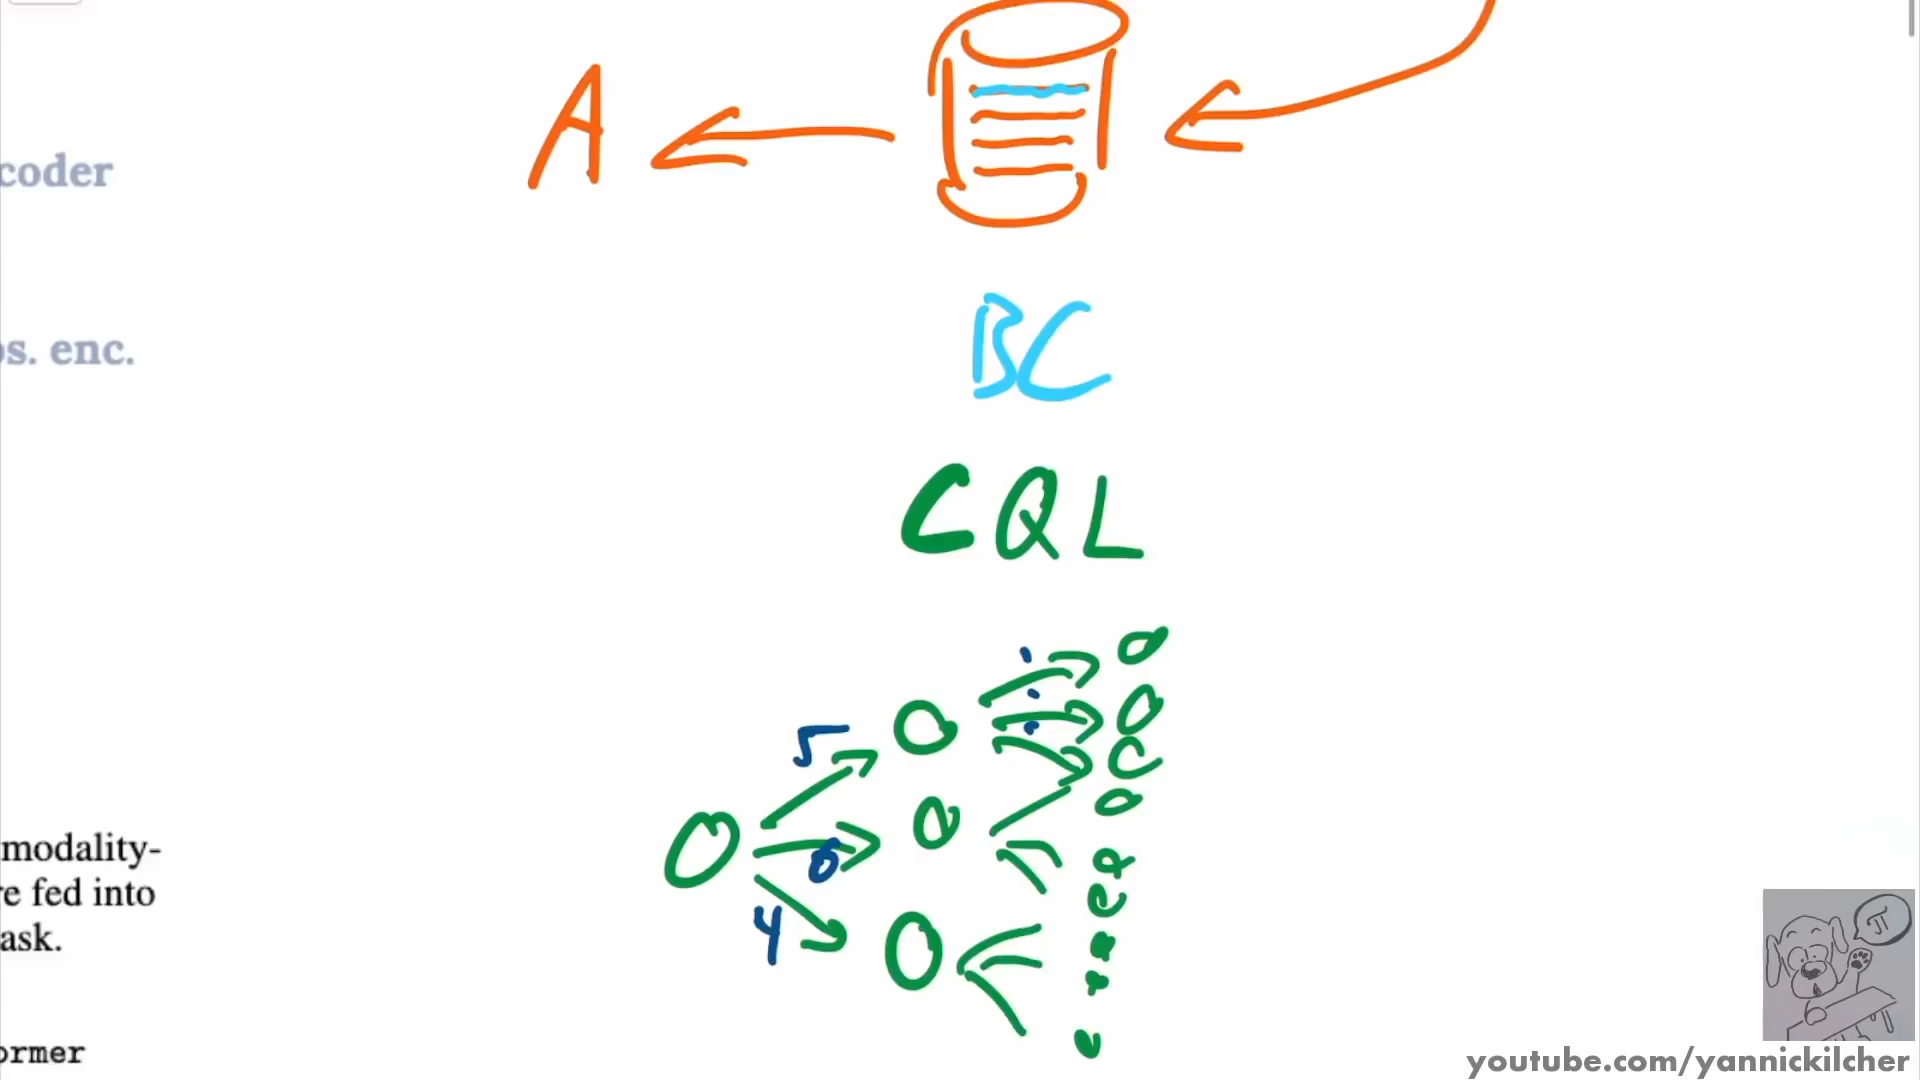 A
coder
BC
s. enc.
CQL
5
0
4
modality-
e fed into
ask.
ormer
π
youtube.com/yannickilcher